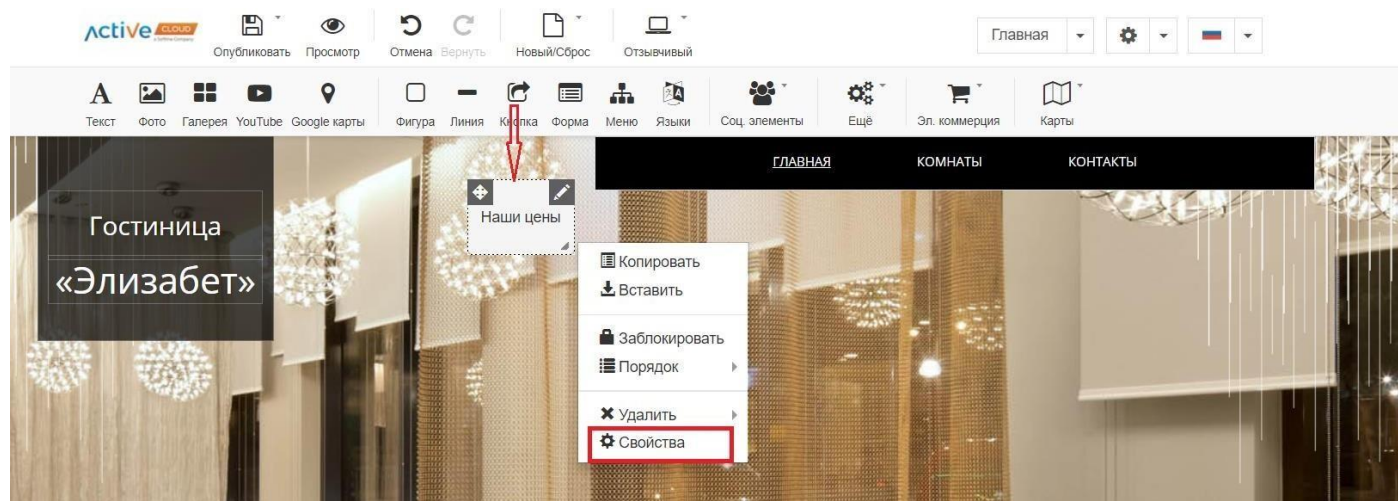 Active CLOUD
Опубликовать Просмотр Отмена Вернуть Новый/Сброс Отзывчивый
Главная
Текст Фото Галерея YouTube Google карты Фигура Линия Кнопка Форма Меню Языки Соц. элементы Ещё Эл. коммерция Карты
ГЛАВНАЯ КОМНАТЫ КОНТАКТЫ
Наши цены
Гостиница
«Элизабет»
Копировать
Вставить
Заблокировать
Порядок
Удалить
Свойства